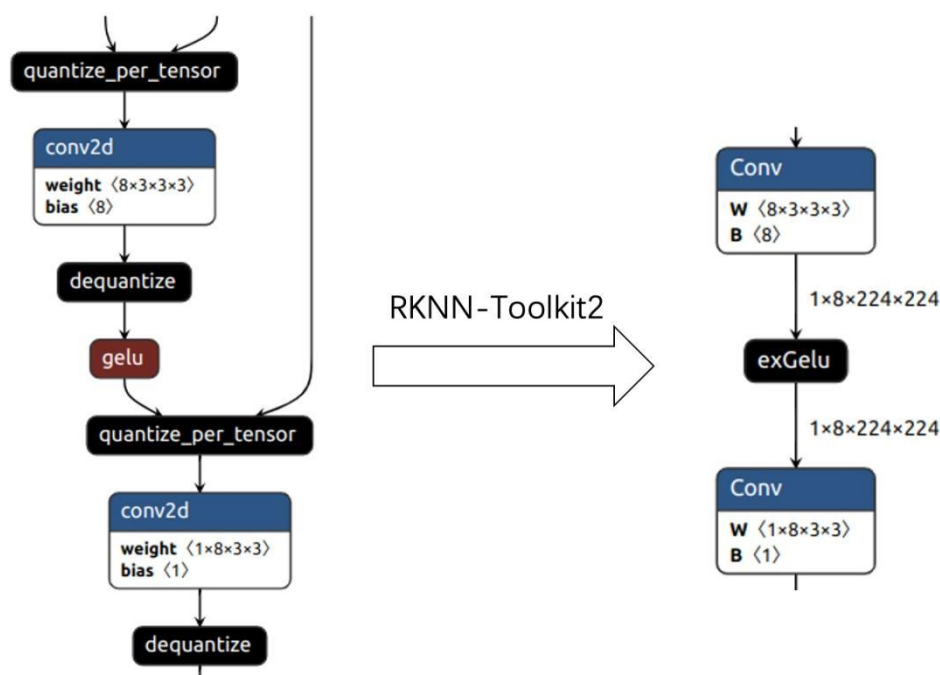 quantize_per_tensor
conv2d
weight 〈8×3×3×3〉
bias 〈8〉
dequantize
gelu
quantize_per_tensor
conv2d
weight 〈1×8×3×3〉
bias 〈1〉
dequantize
RKNN-Toolkit2
Conv
W 〈8×3×3×3〉
B 〈8〉
1×8×224×224
exGelu
1×8×224×224
Conv
W 〈1×8×3×3〉
B 〈1〉